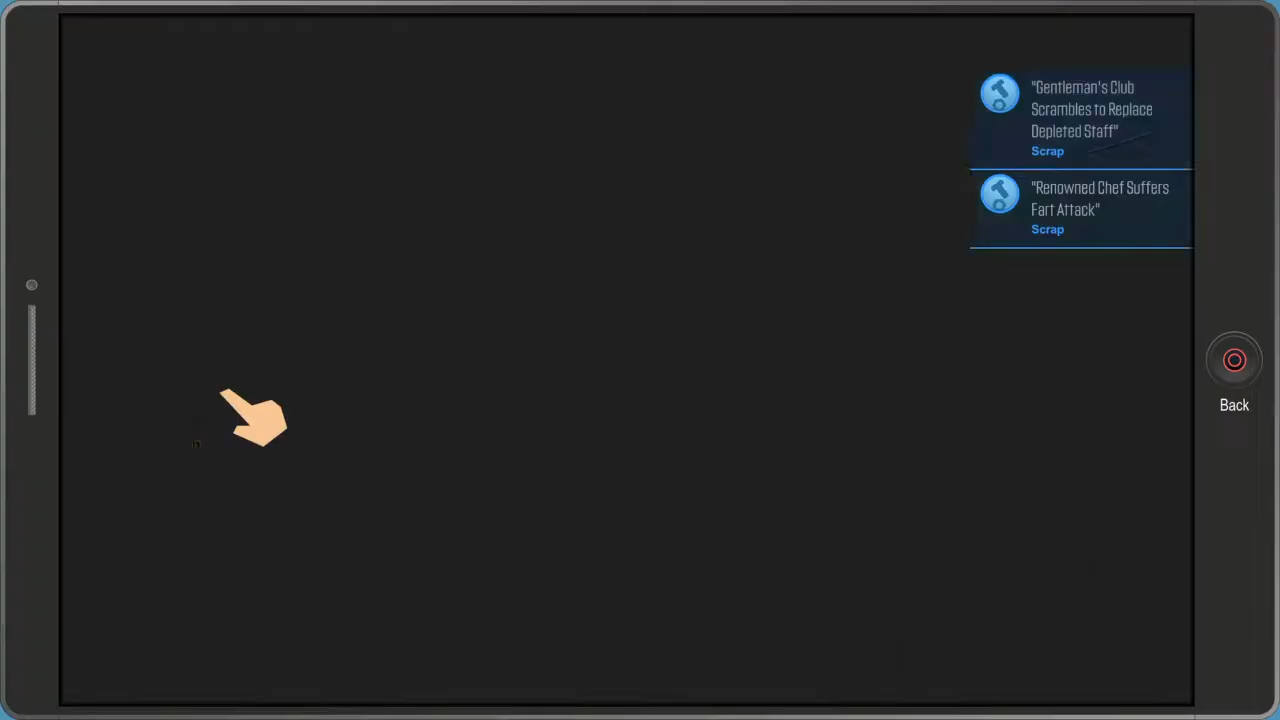 "Gentleman's Club
Scrambles to Replace
Depleted Staff"
Scrap
"Renowned Chef Suffers
Fart Attack"
Scrap
Back